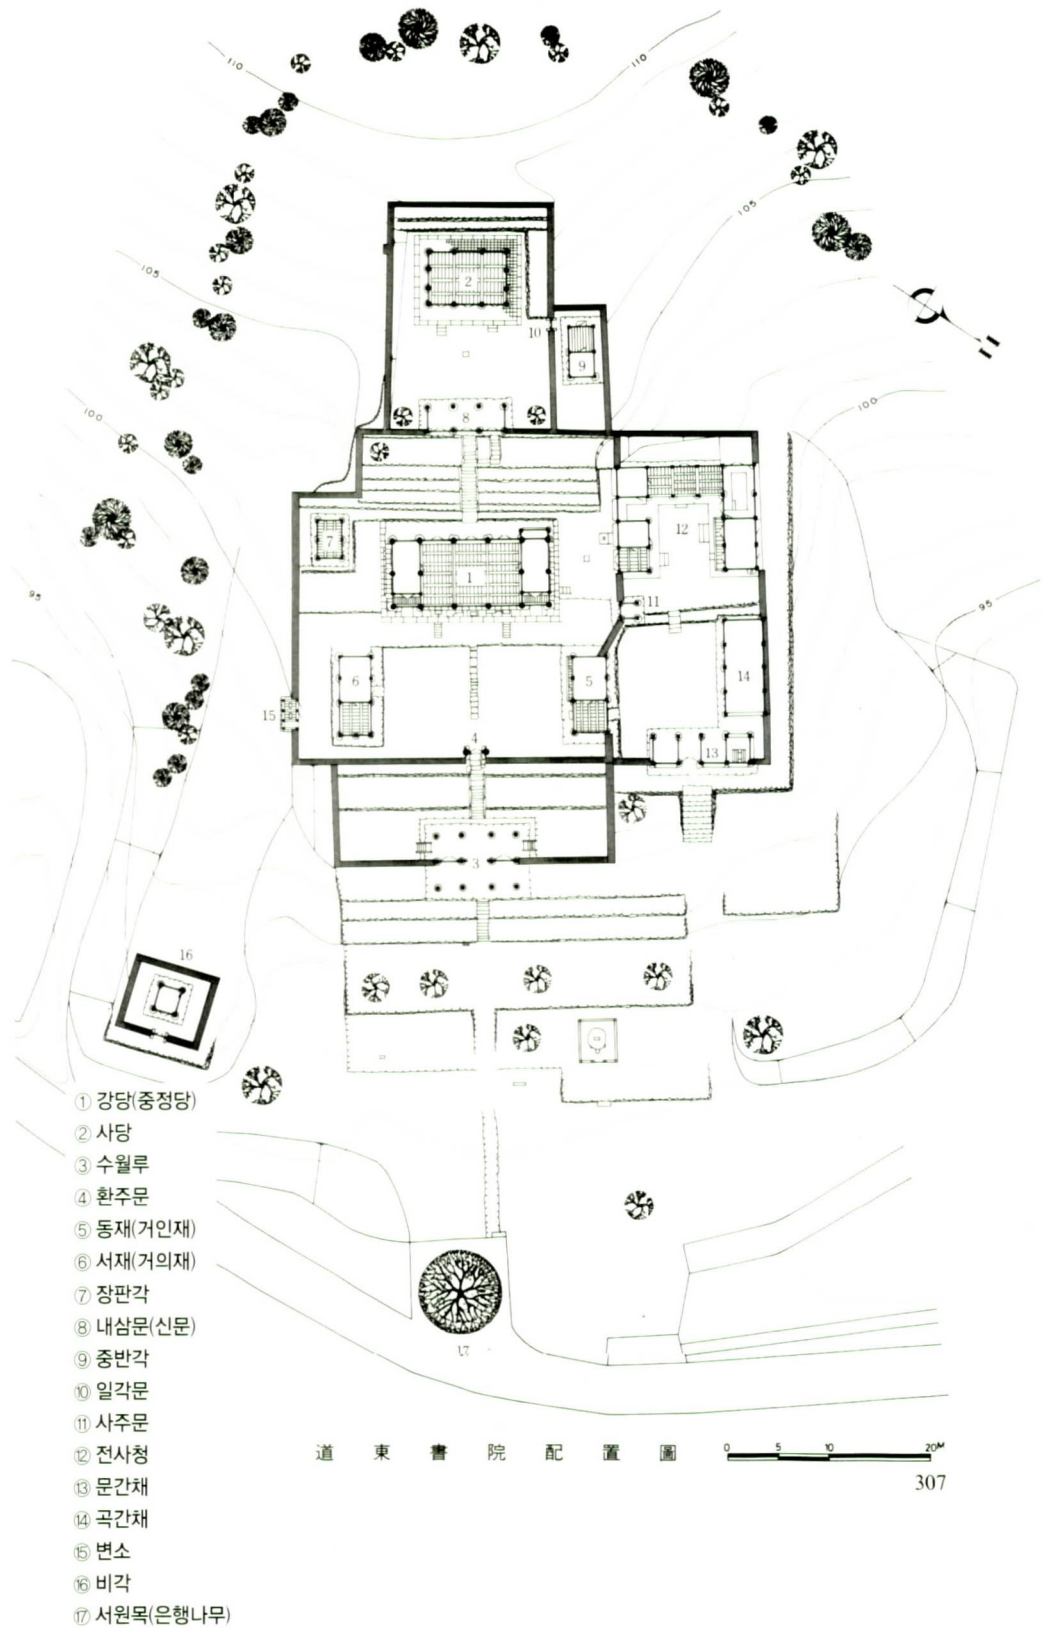 110
110
105
105
2
10
9
8
100
100
7
12
1
11
95
95
6
5
14
15
4
13
3
16
① 강당(중정당)
② 사당
③ 수월루
④ 환주문
⑤ 동재(거인재)
⑥ 서재(거의재)
⑦ 장판각
⑧ 내삼문(신문)
⑨ 중반각
⑩ 일각문
⑪ 사주문
⑫ 전사청
⑬ 문간채
⑭ 곡간채
⑮ 변소
⑯ 비각
⑰ 서원목(은행나무)
17
道東書院配置圖
0 5 10 20M
307